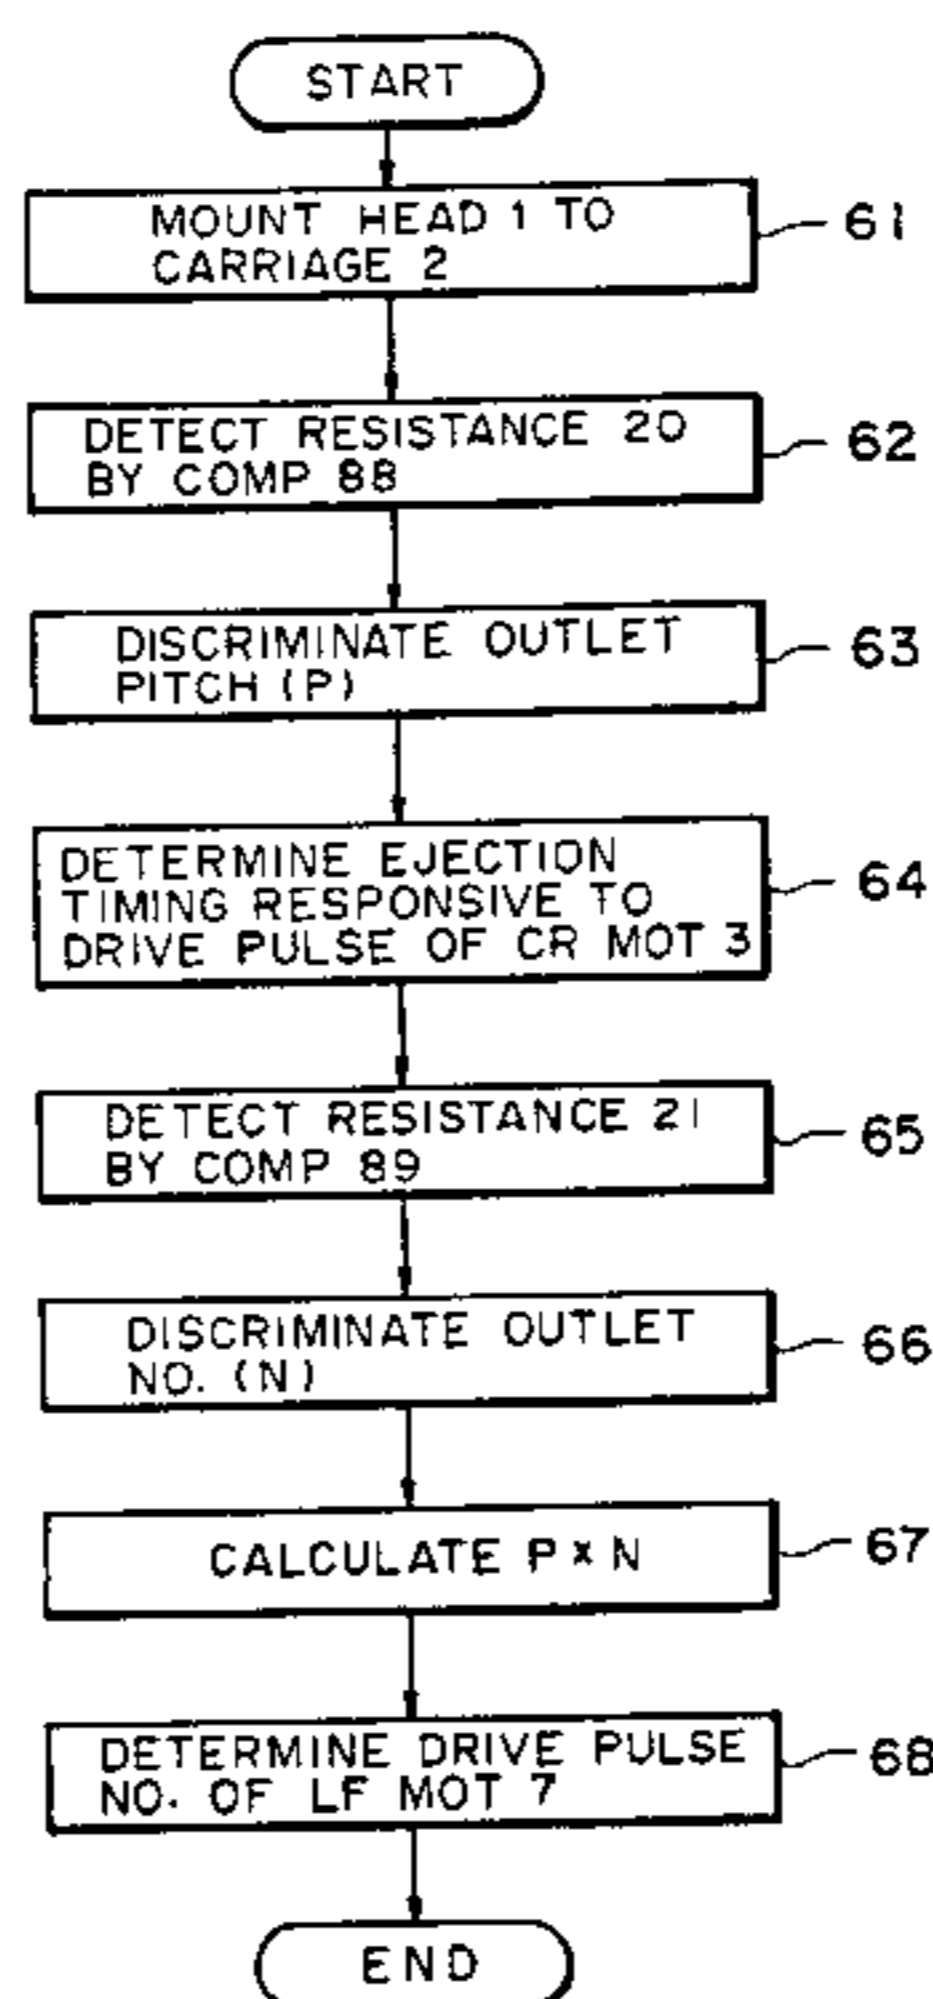 START
MOUNT HEAD 1 TO
CARRIAGE 2
61
DETECT RESISTANCE 20
BY COMP 88
62
DISCRIMINATE OUTLET
PITCH (P)
63
DETERMINE EJECTION
TIMING RESPONSIVE TO
DRIVE PULSE OF CR MOT 3
64
DETECT RESISTANCE 21
BY COMP 89
65
DISCRIMINATE OUTLET
NO. (N)
66
CALCULATE P x N
67
DETERMINE DRIVE PULSE
NO. OF LF MOT 7
68
END